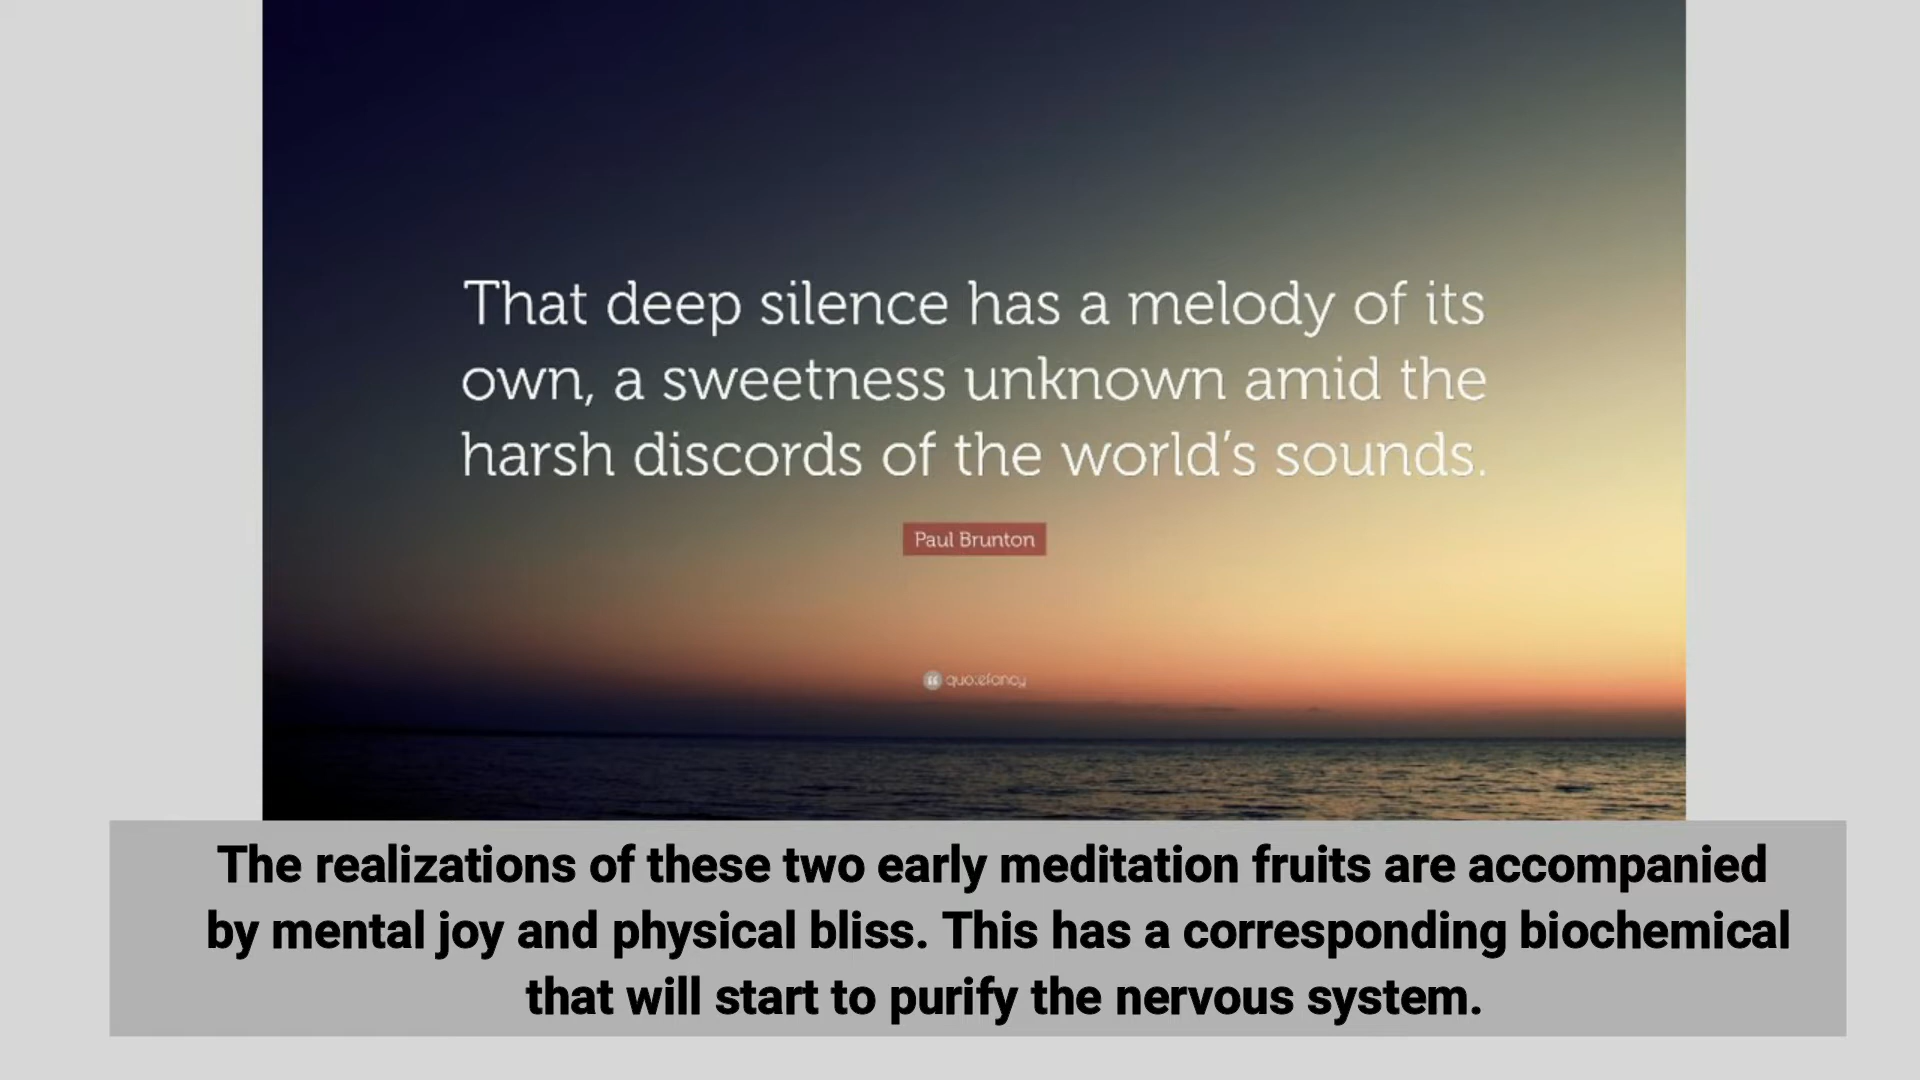 That deep silence has a melody of its
own, a sweetness unknown amid the
harsh discords of the world's sounds.
Paul Brunton
quotefancy
The realizations of these two early meditation fruits are accompanied
by mental joy and physical bliss. This has a corresponding biochemical
that will start to purify the nervous system.